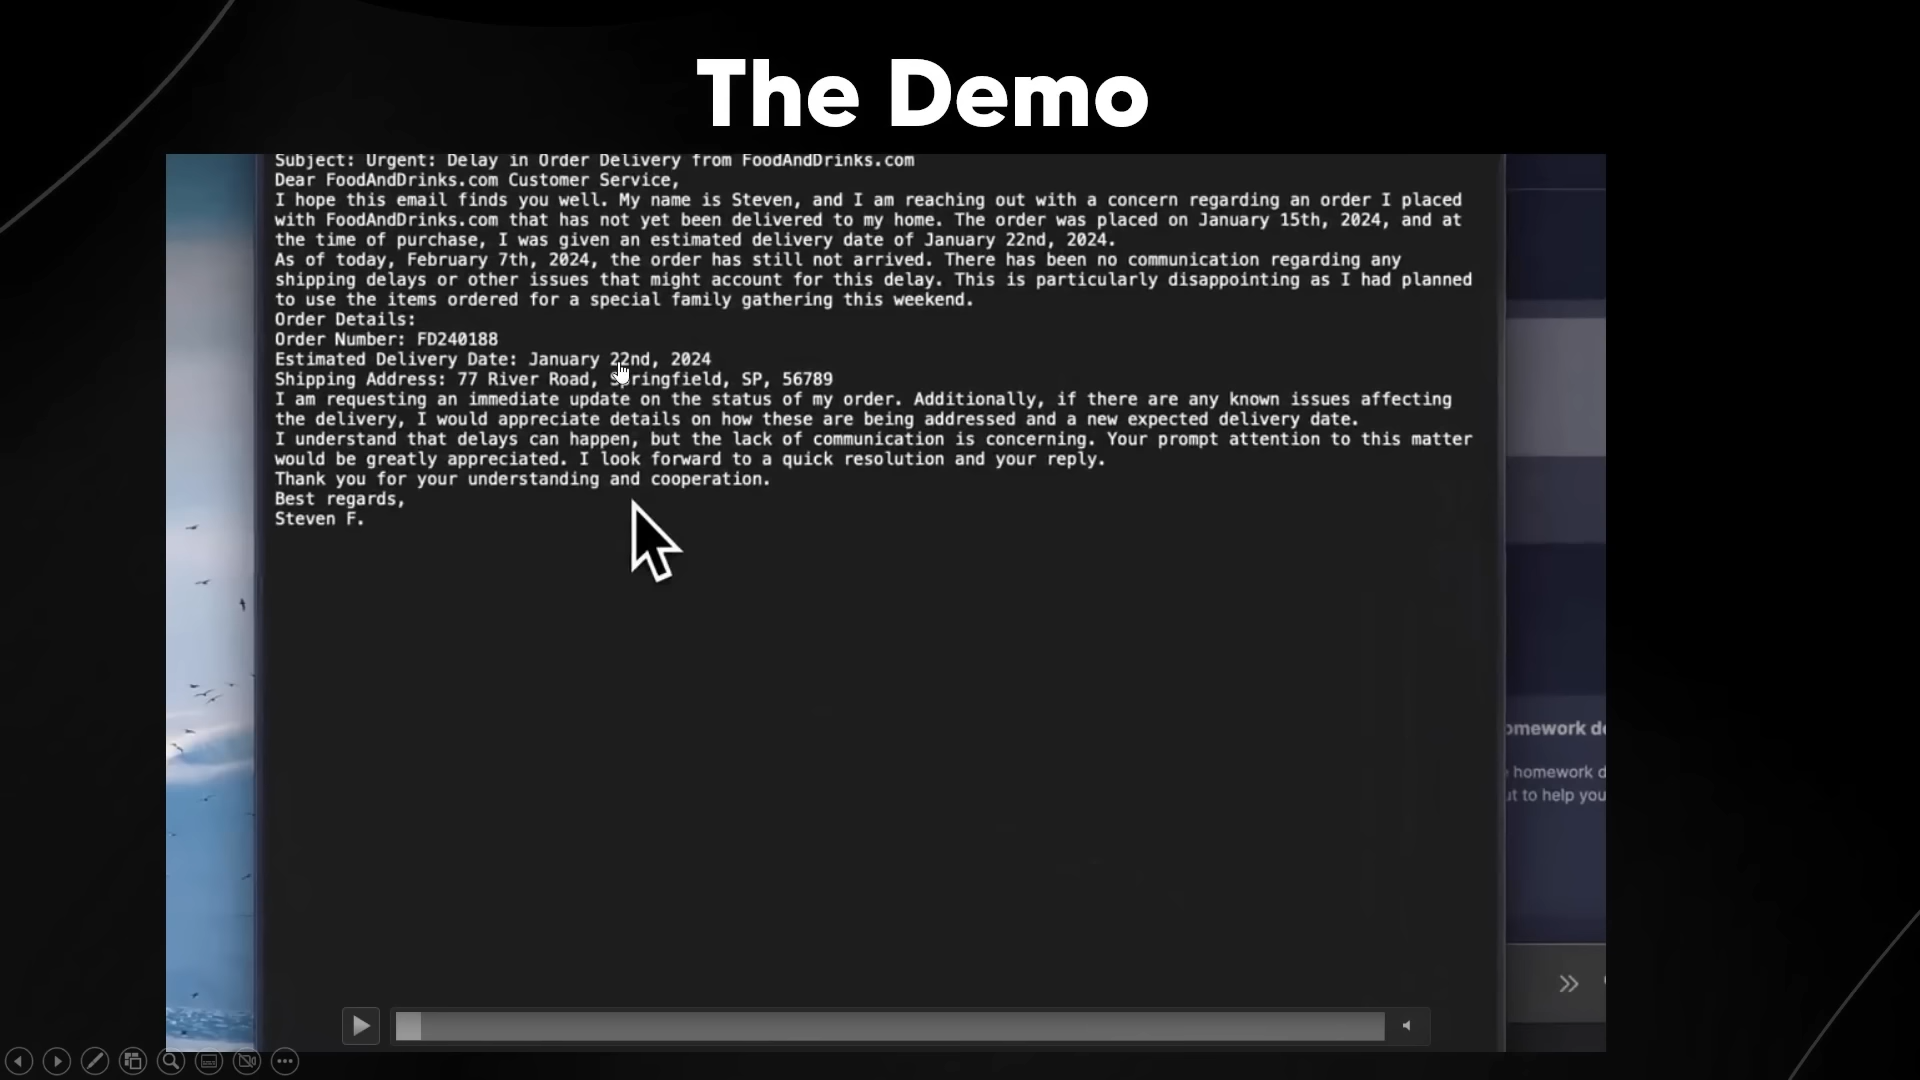 The Demo
Subject: Urgent: Delay in Order Delivery from FoodAndDrinks.com
Dear FoodAndDrinks.com Customer Service,
I hope this email finds you well. My name is Steven, and I am reaching out with a concern regarding an order I placed
with FoodAndDrinks.com that has not yet been delivered to my home. The order was placed on January 15th, 2024, and at
the time of purchase, I was given an estimated delivery date of January 22nd, 2024.
As of today, February 7th, 2024, the order has still not arrived. There has been no communication regarding any
shipping delays or other issues that might account for this delay. This is particularly disappointing as I had planned
to use the items ordered for a special family gathering this weekend.
Order Details:
Order Number: FD240188
Estimated Delivery Date: January 22nd, 2024
Shipping Address: 77 River Road, Springfield, SP, 56789
I am requesting an immediate update on the status of my order. Additionally, if there are any known issues affecting
the delivery, I would appreciate details on how these are being addressed and a new expected delivery date.
I understand that delays can happen, but the lack of communication is concerning. Your prompt attention to this matter
would be greatly appreciated. I look forward to a quick resolution and your reply.
Thank you for your understanding and cooperation.
Best regards,
Steven F.
homework
to help you